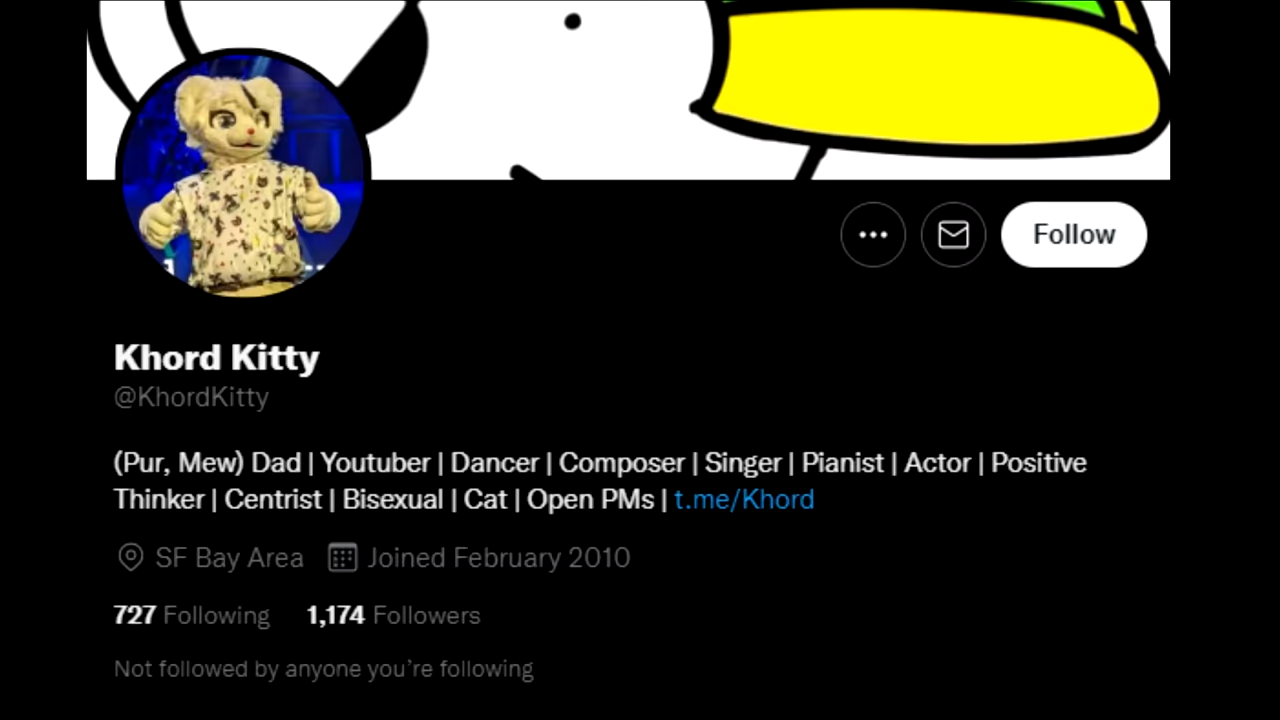 Follow
Khord Kitty
@KhordKitty
(Pur, Mew) Dad | Youtuber | Dancer | Composer | Singer | Pianist | Actor | Positive
Thinker | Centrist | Bisexual | Cat | Open PMs | t.me/Khord
SF Bay Area Joined February 2010
727 Following 1,174 Followers
Not followed by anyone you’re following